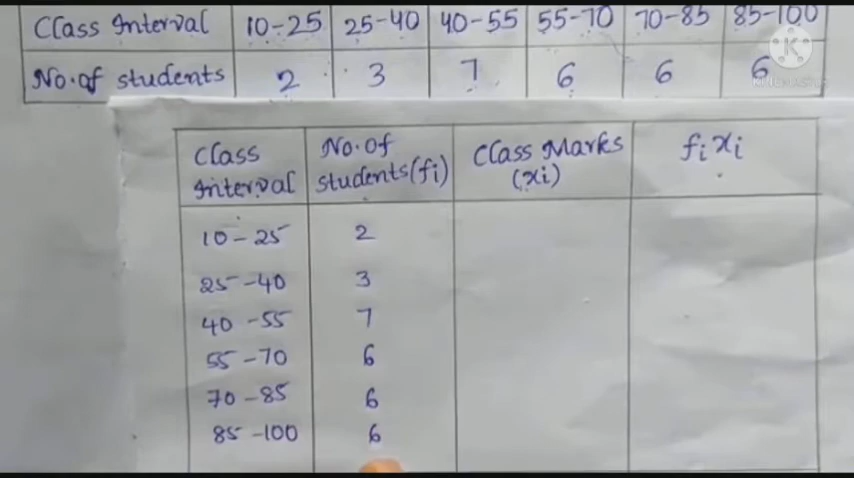 Class Interval 10-25 25-40 40-55 55-70 70-85 85-100
No. of students 2 3 7 6 6 6
Class Interval No. of students (fi) Class Marks (xi) fi xi
10-25 2
25-40 3
40-55 7
55-70 6
70-85 6
85-100 6